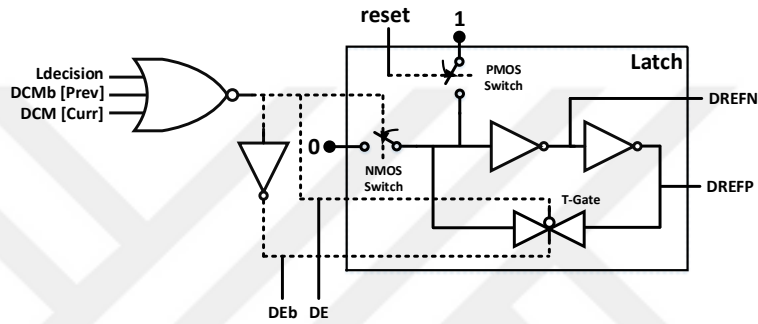 reset
1
Latch
PMOS
Switch
Ldecision
DCMb [Prev]
DCM [Curr]
DREFN
0
NMOS
Switch
T-Gate
DREFP
DEb
DE